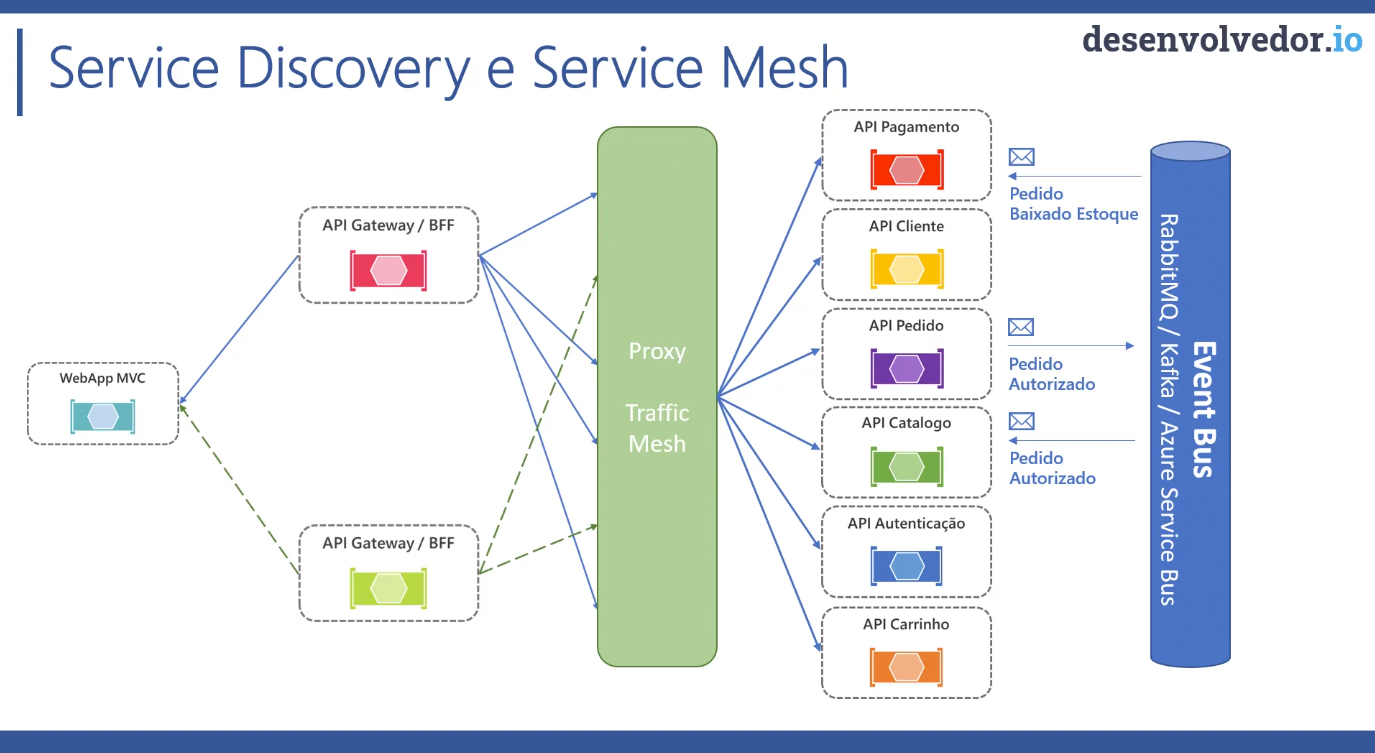 desenvolvedor.io
Service Discovery e Service Mesh
WebApp MVC
API Gateway / BFF
API Gateway / BFF
Proxy
Traffic
Mesh
API Pagamento
API Cliente
API Pedido
API Catalogo
API Autenticação
API Carrinho
Pedido
Baixado Estoque
Pedido
Autorizado
Pedido
Autorizado
Event Bus
RabbitMQ / Kafka / Azure Service Bus